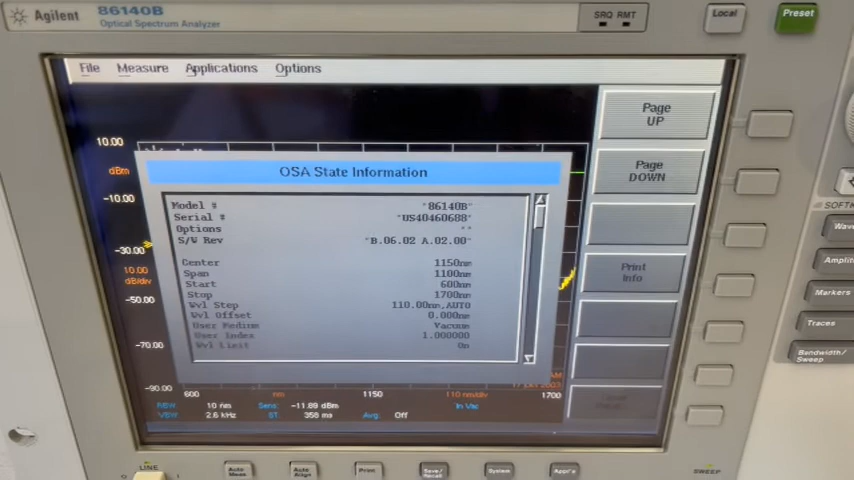 Agilent 86140B
Optical Spectrum Analyzer
SRQ RMT
Local
Preset
File Measure Applications Options
10.00
dBm
-10.00
-30.00
10.00
dB/div
-50.00
-70.00
-90.00
OSA State Information
Model # "86140B"
Serial # "US40460688"
Options ""
S/W Rev "B.06.02 A.02.00"
Center 1150nm
Span 1100nm
Start 600nm
Stop 1700nm
Wvl Step 110.00nm,AUTO
Wvl Offset 0.000nm
User Medium Vacuum
User Index 1.000000
Wvl Limit On
600 nm 1150 110 nm/div 1700
RBW 10 nm Sens: -11.89 dBm In Vac
VBW 2.6 kHz ST: 358 ms Avg: Off
Page
UP
Page
DOWN
Print
Info
SOFTK
Wave
Amplit
Markers
Traces
Bandwidth/
Sweep
LINE
Auto
Meas
Auto
Align
Print
Save/
Recall
System
Appl's
SWEEP